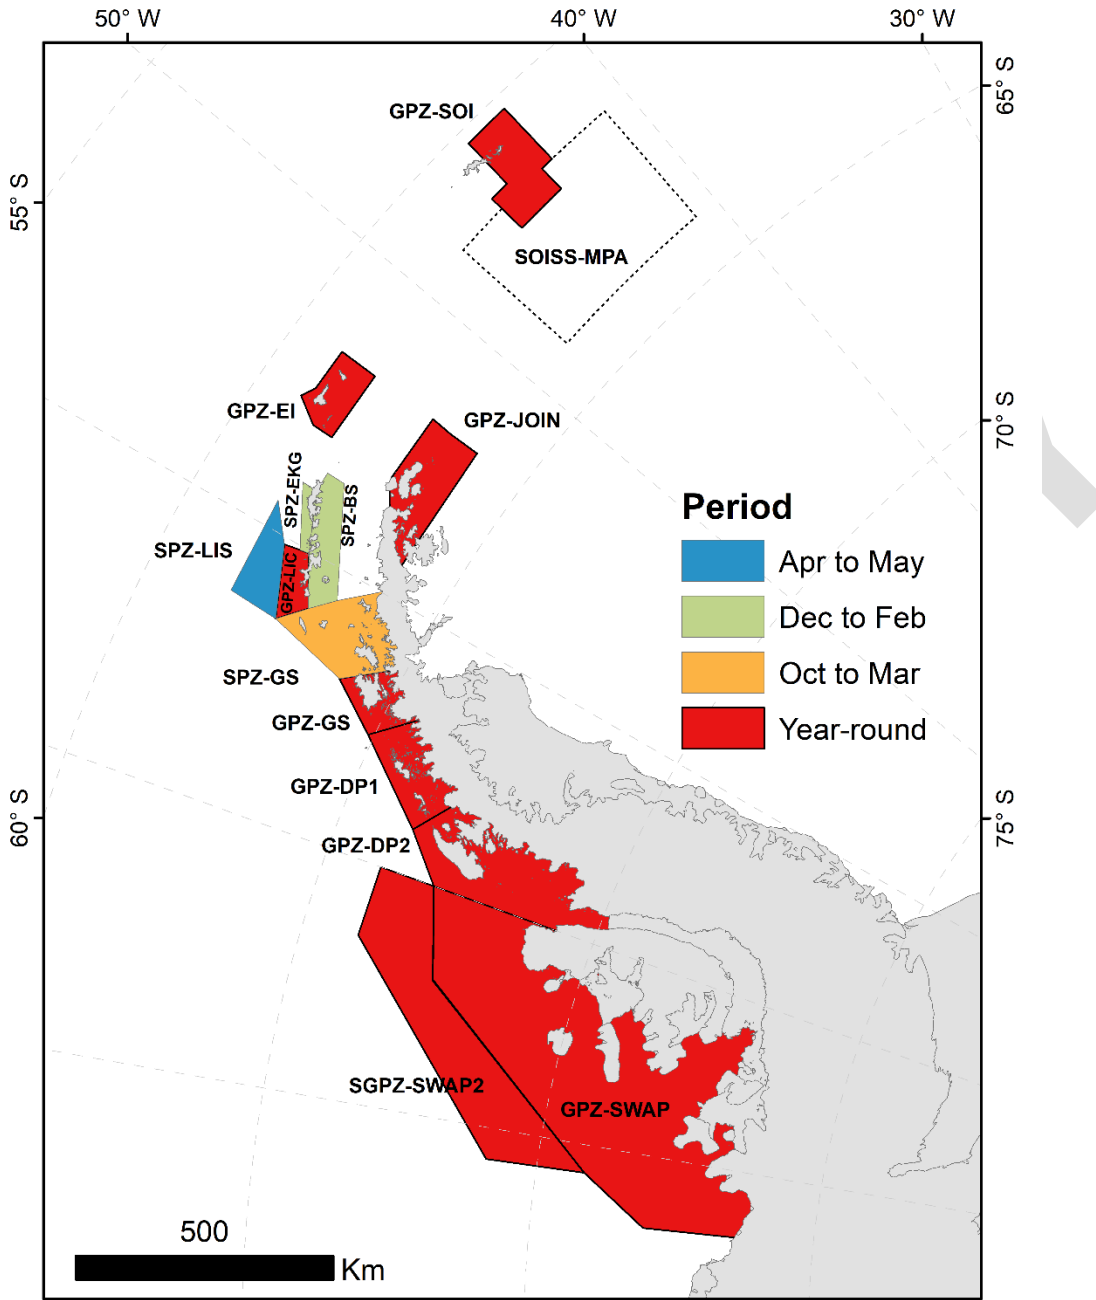 50° W
40° W
30° W
65° S
GPZ-SOI
55° S
SOISS-MPA
GPZ-EI
GPZ-JOIN
70° S
SPZ-EKG
SPZ-BS
Period
SPZ-LIS
GPZ-LIC
Apr to May
Dec to Feb
SPZ-GS
Oct to Mar
GPZ-GS
Year-round
GPZ-DP1
60° S
75° S
GPZ-DP2
SGPZ-SWAP2
GPZ-SWAP
500
Km